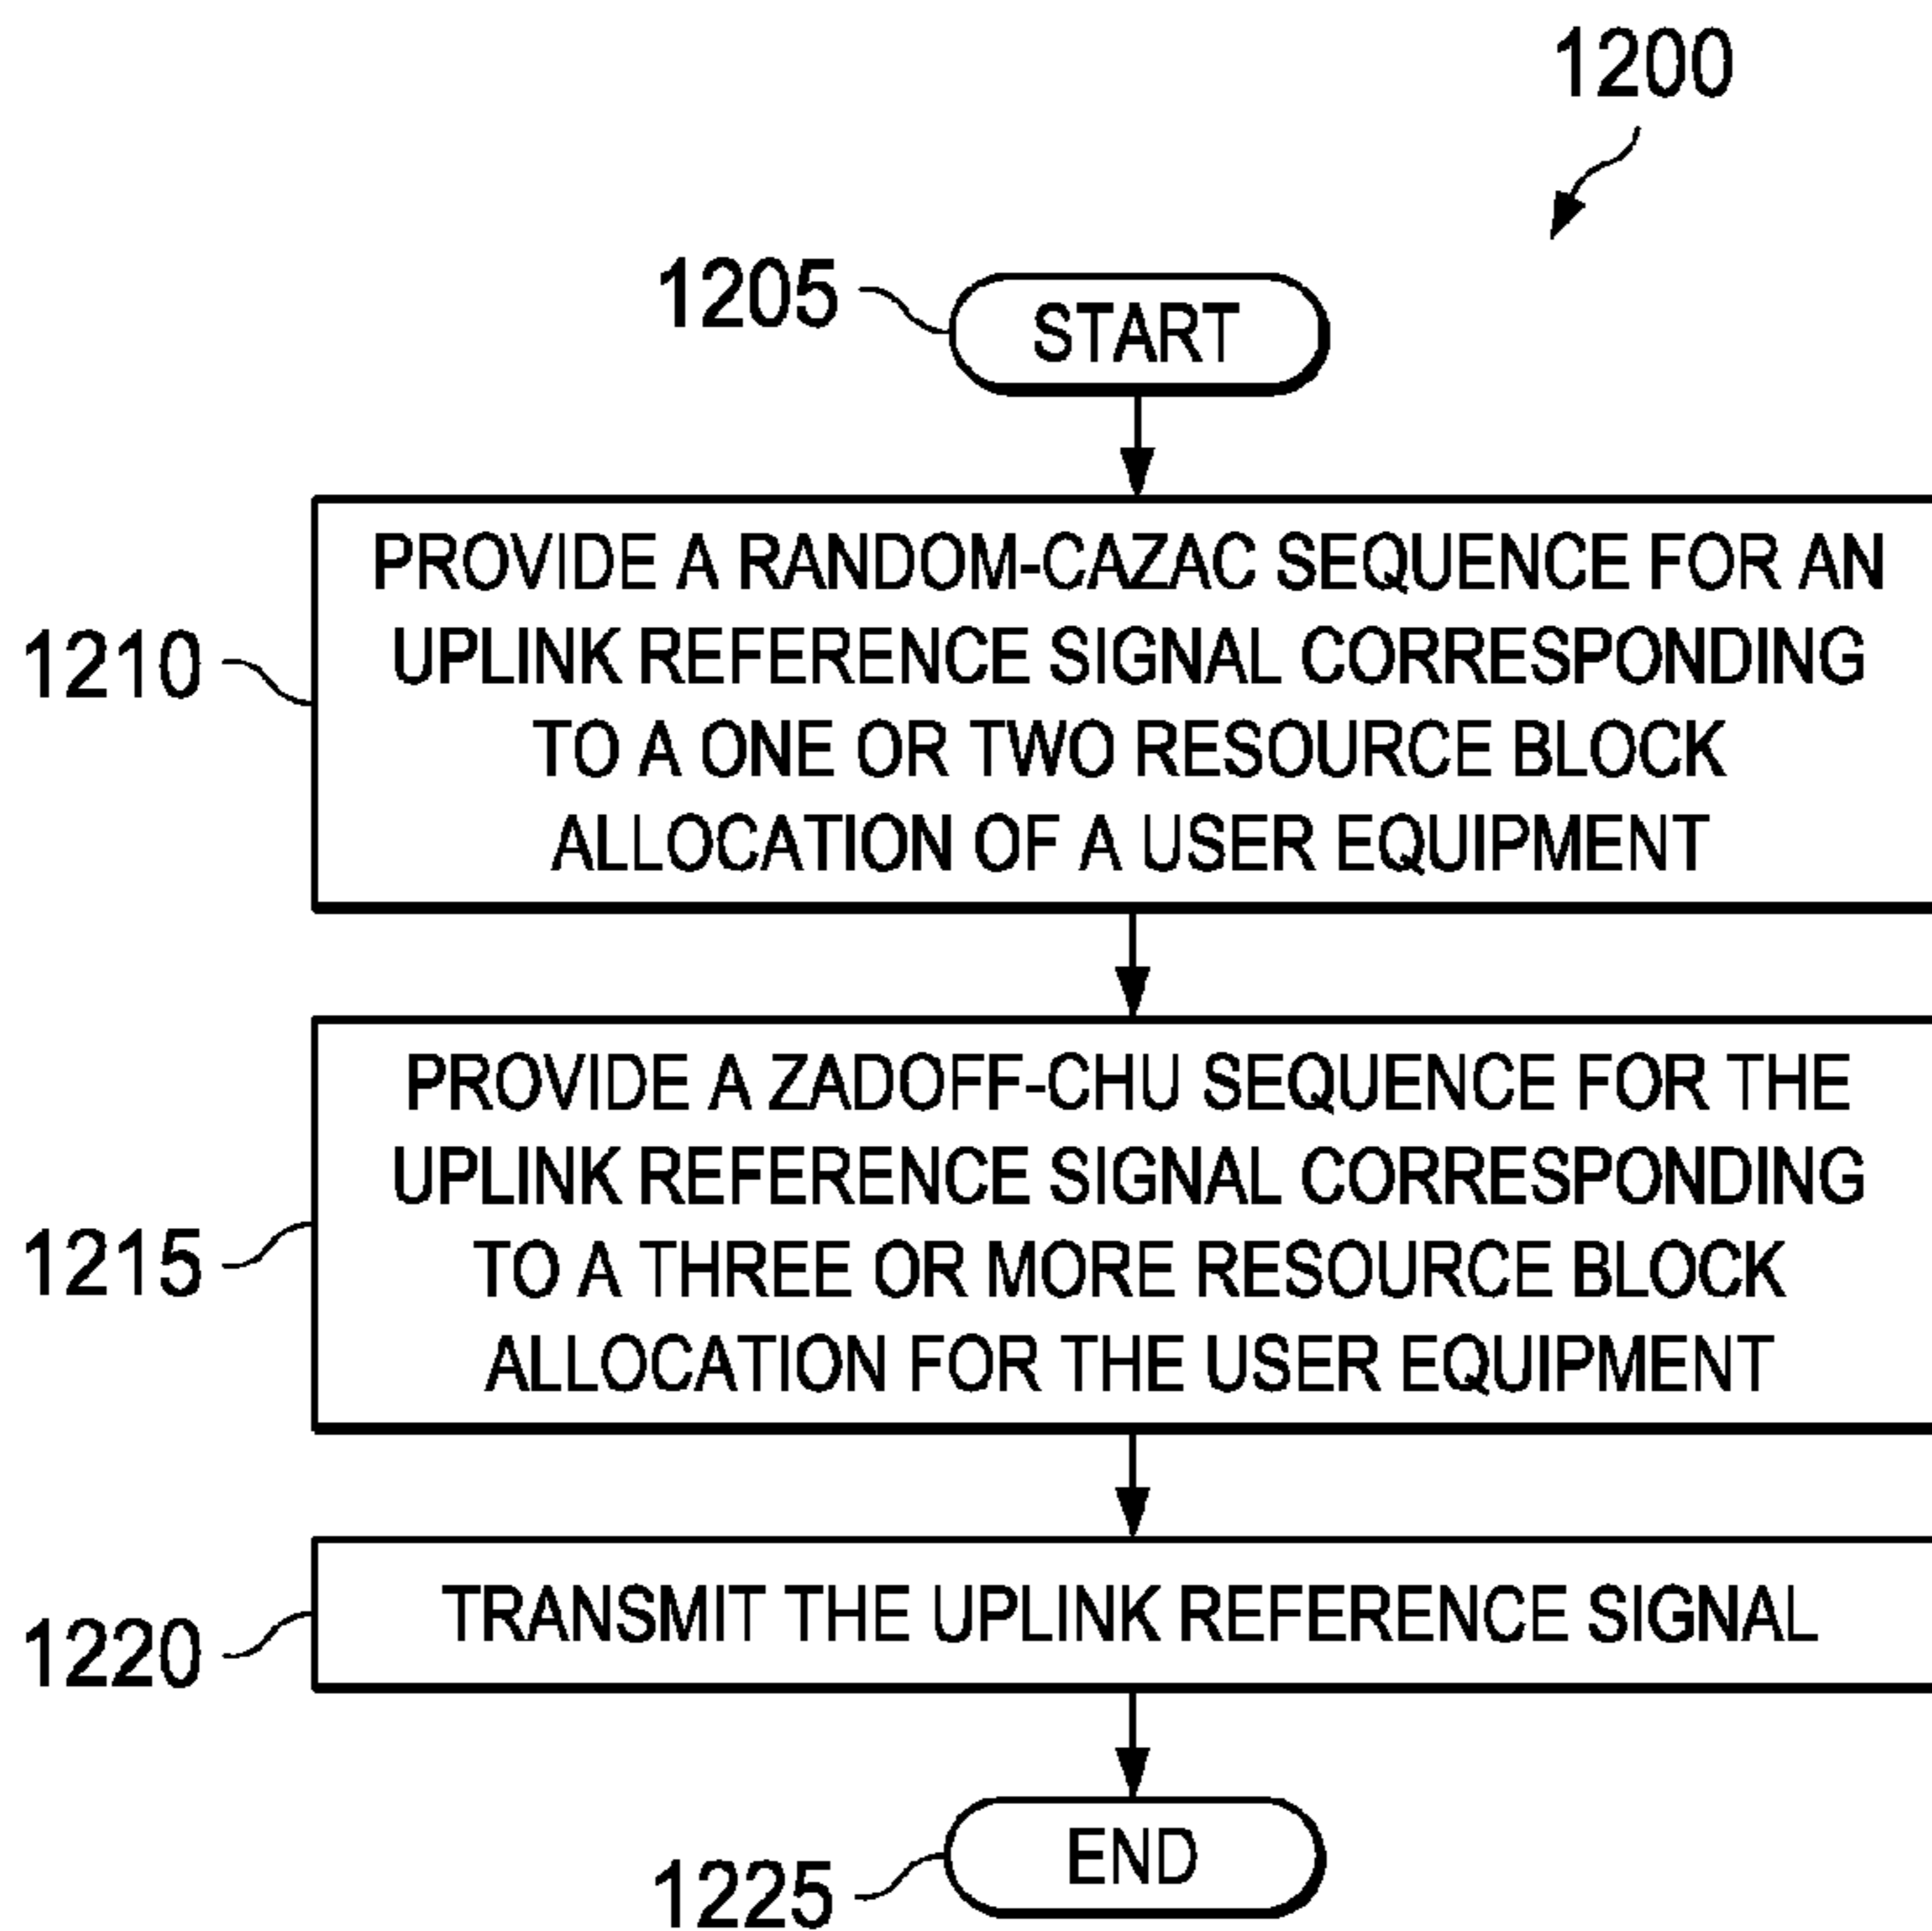 1200
1205
START
PROVIDE A RANDOM-CAZAC SEQUENCE FOR AN
UPLINK REFERENCE SIGNAL CORRESPONDING
TO A ONE OR TWO RESOURCE BLOCK
ALLOCATION OF A USER EQUIPMENT
1210
PROVIDE A ZADOFF-CHU SEQUENCE FOR THE
UPLINK REFERENCE SIGNAL CORRESPONDING
TO A THREE OR MORE RESOURCE BLOCK
ALLOCATION FOR THE USER EQUIPMENT
1215
TRANSMIT THE UPLINK REFERENCE SIGNAL
1220
END
1225